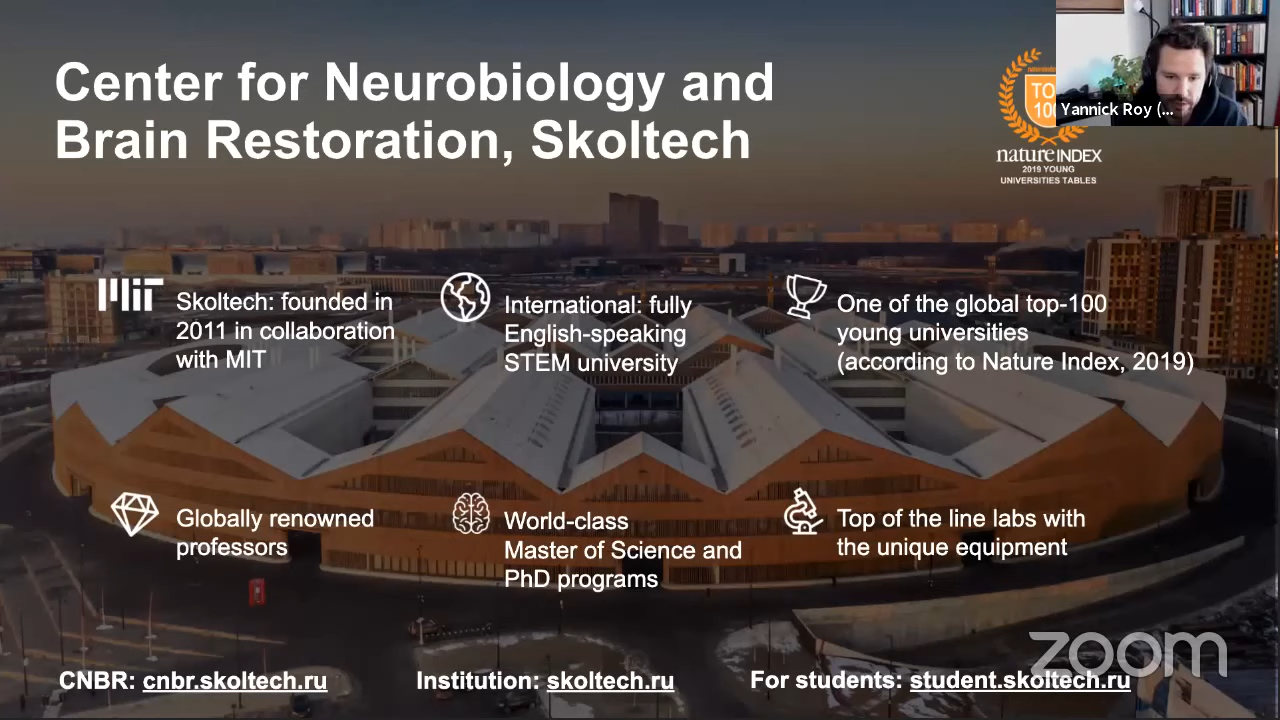 Center for Neurobiology and
Brain Restoration, Skoltech
Yannick Roy (...
nature INDEX
2019 YOUNG
UNIVERSITIES TABLES
MIT
Skoltech: founded in
2011 in collaboration
with MIT
International: fully
English-speaking
STEM university
One of the global top-100
young universities
(according to Nature Index, 2019)
Globally renowned
professors
World-class
Master of Science and
PhD programs
Top of the line labs with
the unique equipment
CNBR: cnbr.skoltech.ru
Institution: skoltech.ru
For students: student.skoltech.ru
zoom